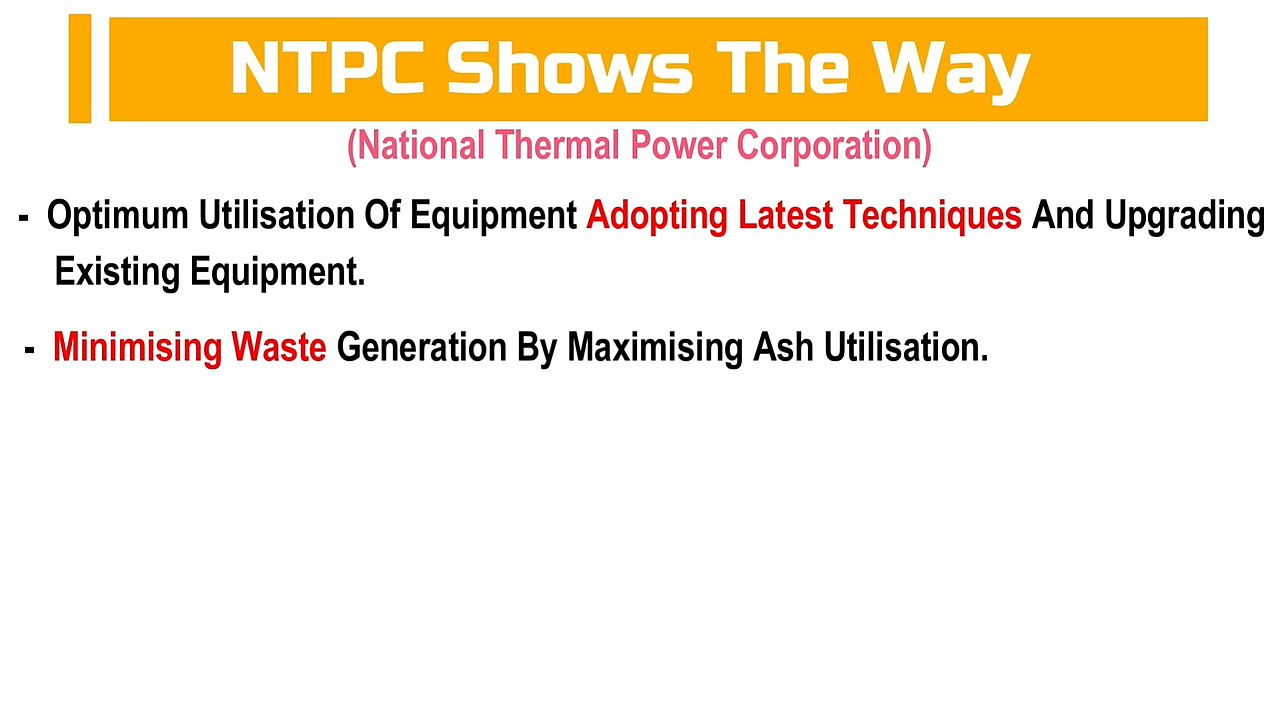 NTPC Shows The Way
(National Thermal Power Corporation)
- Optimum Utilisation Of Equipment Adopting Latest Techniques And Upgrading
Existing Equipment.
- Minimising Waste Generation By Maximising Ash Utilisation.